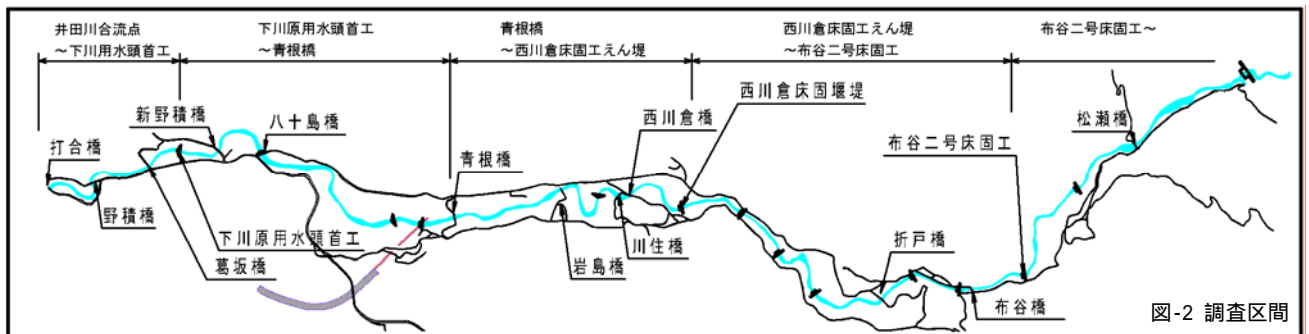 井田川合流点
～下川用水頭首工
下川原用水頭首工
～青根橋
青根橋
～西川倉床固工えん堤
西川倉床固工えん堤
～布谷二号床固工
布谷二号床固工～
打合橋
新野積橋
八十島橋
青根橋
西川倉橋
西川倉床固堰堤
布谷二号床固工
松瀬橋
野積橋
葛坂橋
下川原用水頭首工
岩島橋
川住橋
折戸橋
布谷橋
図-2 調査区間